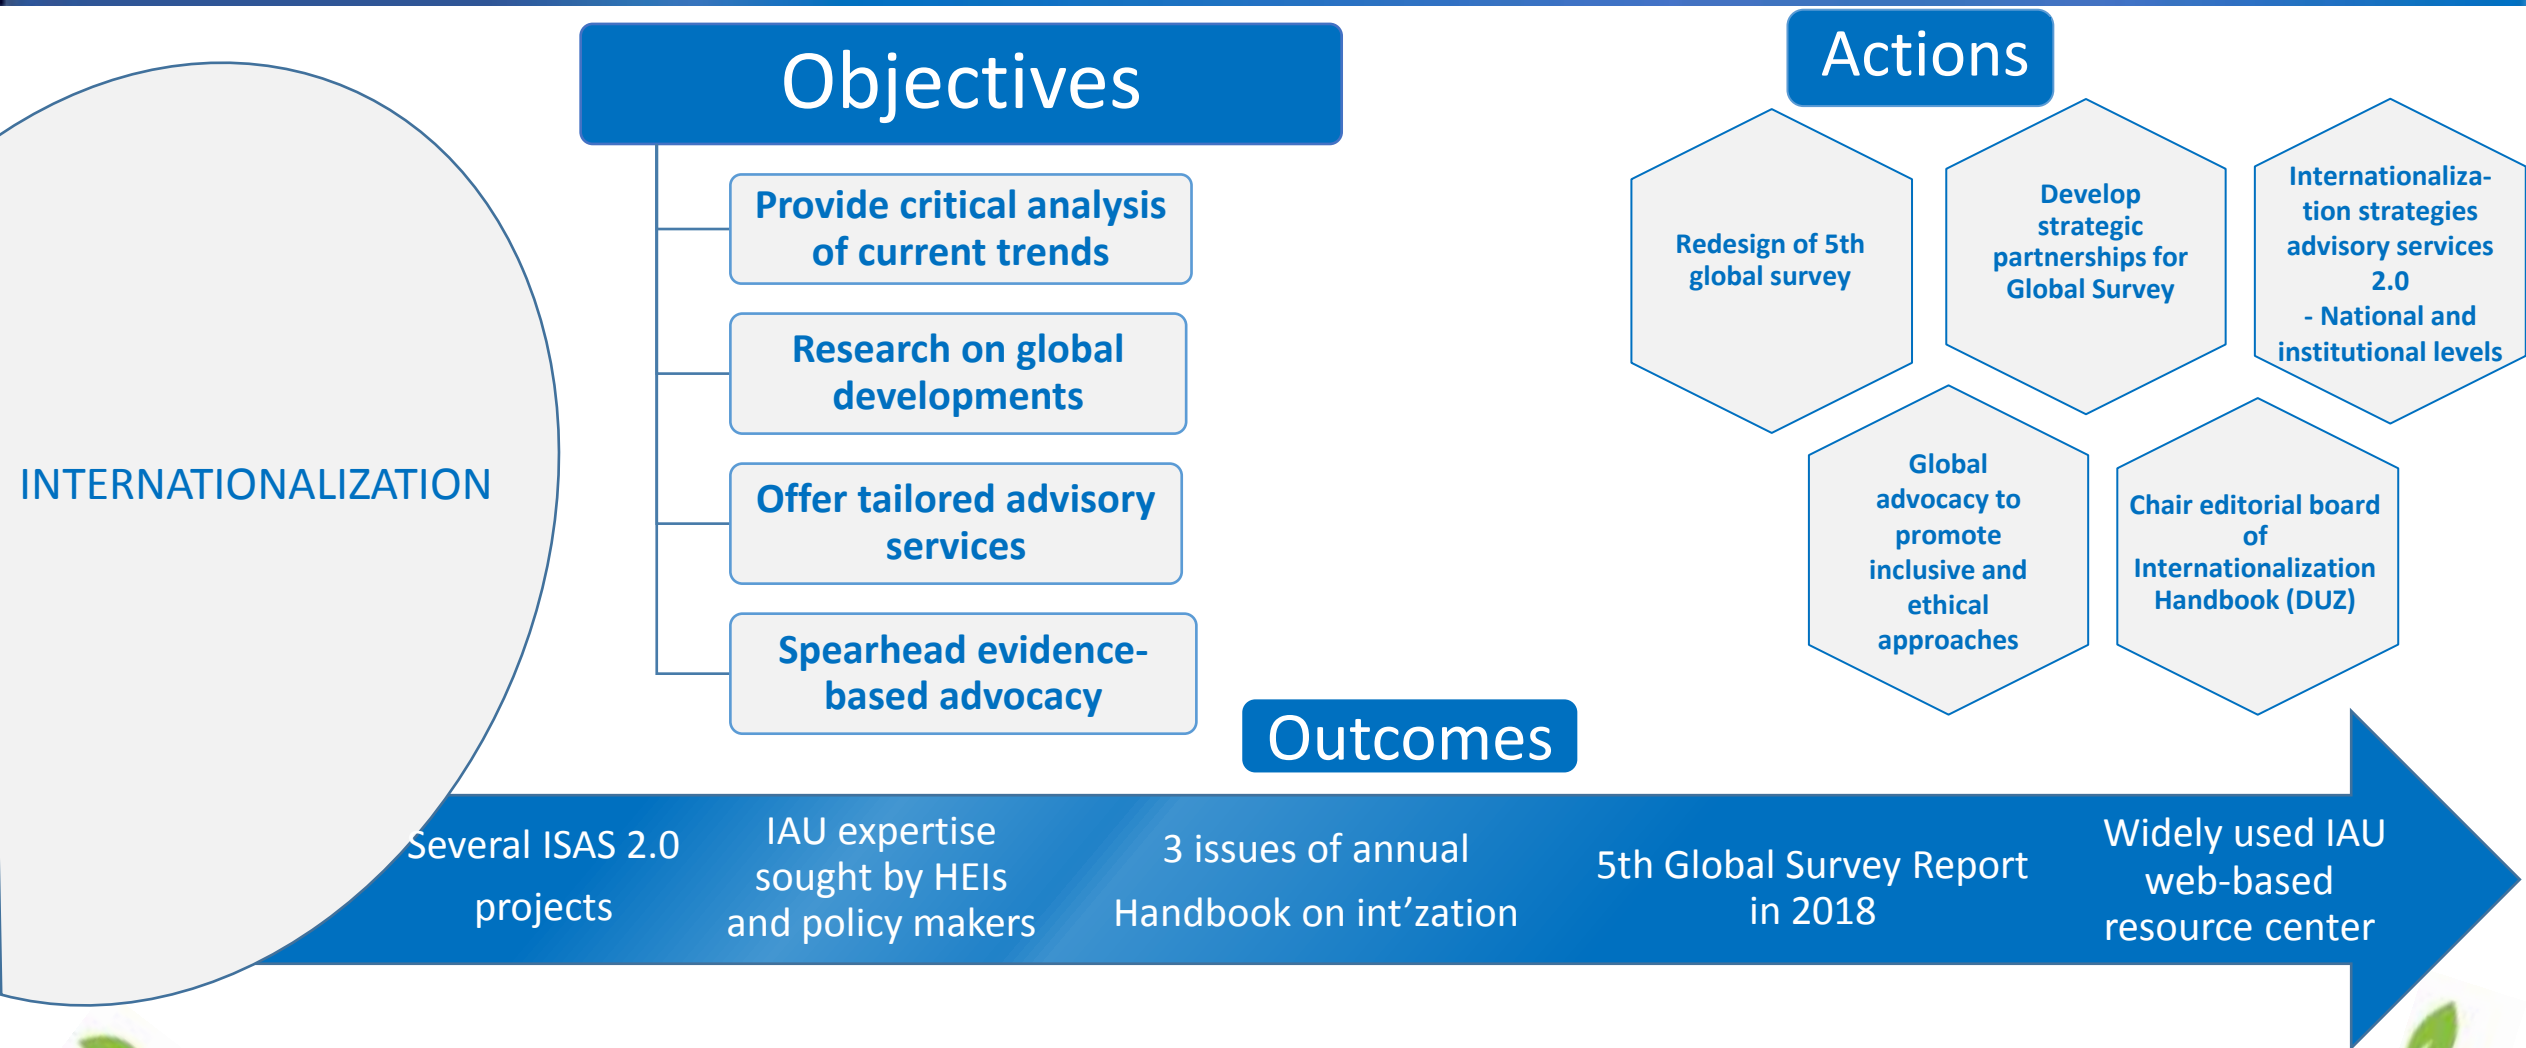 INTERNATIONALIZATION
Objectives
Provide critical analysis
of current trends
Research on global
developments
Offer tailored advisory
services
Spearhead evidence-
based advocacy
Actions
Redesign of 5th
global survey
Develop
strategic
partnerships for
Global Survey
Internationaliza-
tion strategies
advisory services
2.0
- National and
institutional levels
Global
advocacy to
promote
inclusive and
ethical
approaches
Chair editorial board
of
Internationalization
Handbook (DUZ)
Outcomes
Several ISAS 2.0
projects
IAU expertise
sought by HEIs
and policy makers
3 issues of annual
Handbook on int’zation
5th Global Survey Report
in 2018
Widely used IAU
web-based
resource center